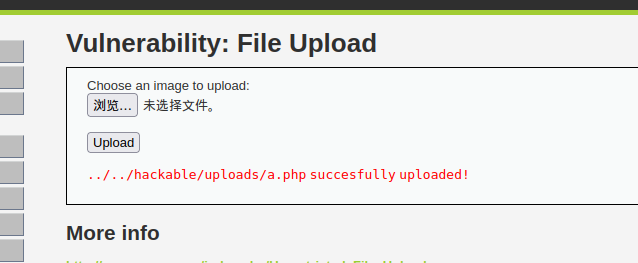 Vulnerability: File Upload
Choose an image to upload:
浏览… 未选择文件。
Upload
../../hackable/uploads/a.php succesfully uploaded!
More info